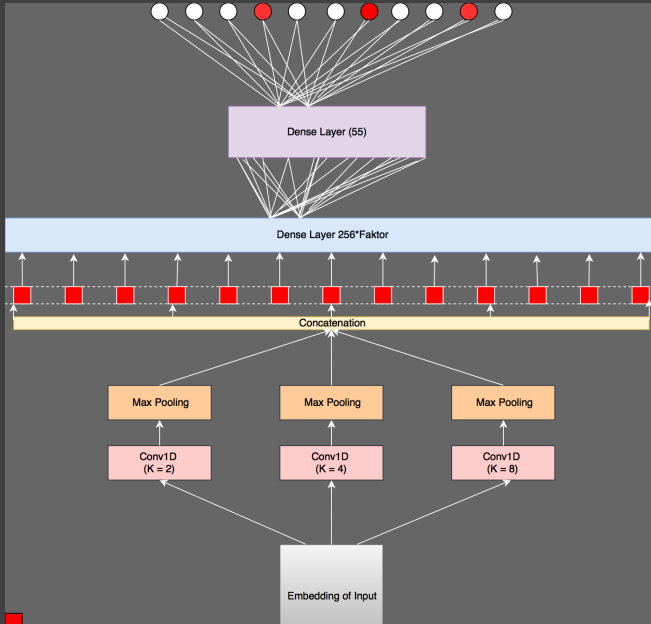 Dense Layer (55)
Dense Layer 256*Faktor
Concatenation
Max Pooling
Max Pooling
Max Pooling
Conv1D
(K = 2)
Conv1D
(K = 4)
Conv1D
(K = 8)
Embedding of Input